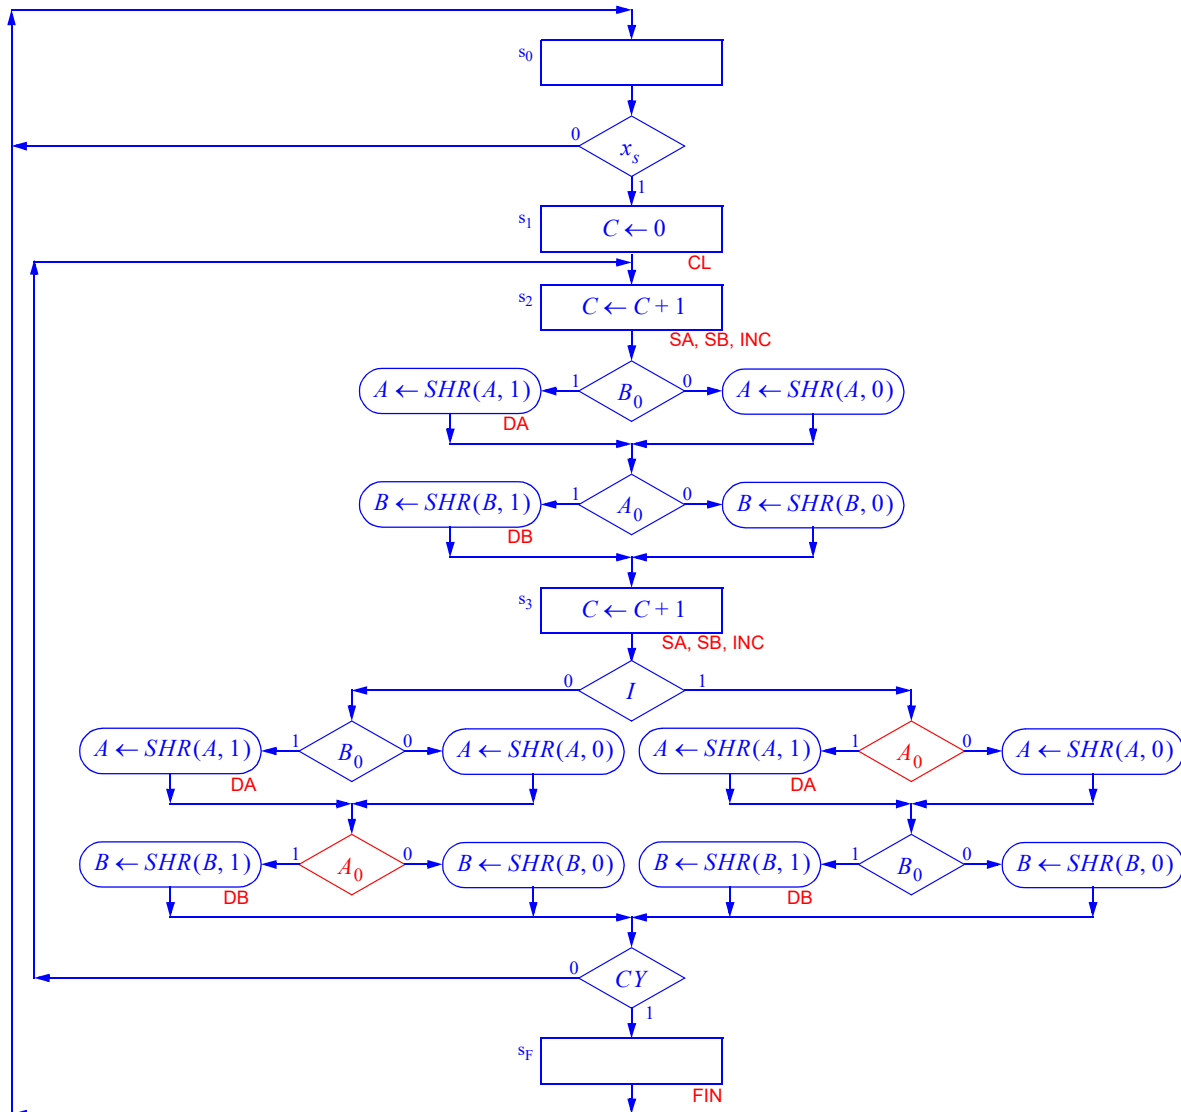 s0
0
xs
1
s1
C ← 0
CL
s2
C ← C + 1
SA, SB, INC
A ← SHR(A, 1) 1 B0 0 A ← SHR(A, 0)
DA
B ← SHR(B, 1) 1 A0 0 B ← SHR(B, 0)
DB
s3
C ← C + 1
SA, SB, INC
0 I 1
A ← SHR(A, 1) 1 B0 0 A ← SHR(A, 0) A ← SHR(A, 1) 1 A0 0 A ← SHR(A, 0)
DA DA
B ← SHR(B, 1) 1 A0 0 B ← SHR(B, 0) B ← SHR(B, 1) 1 B0 0 B ← SHR(B, 0)
DB DB
0 CY
1
sF
FIN